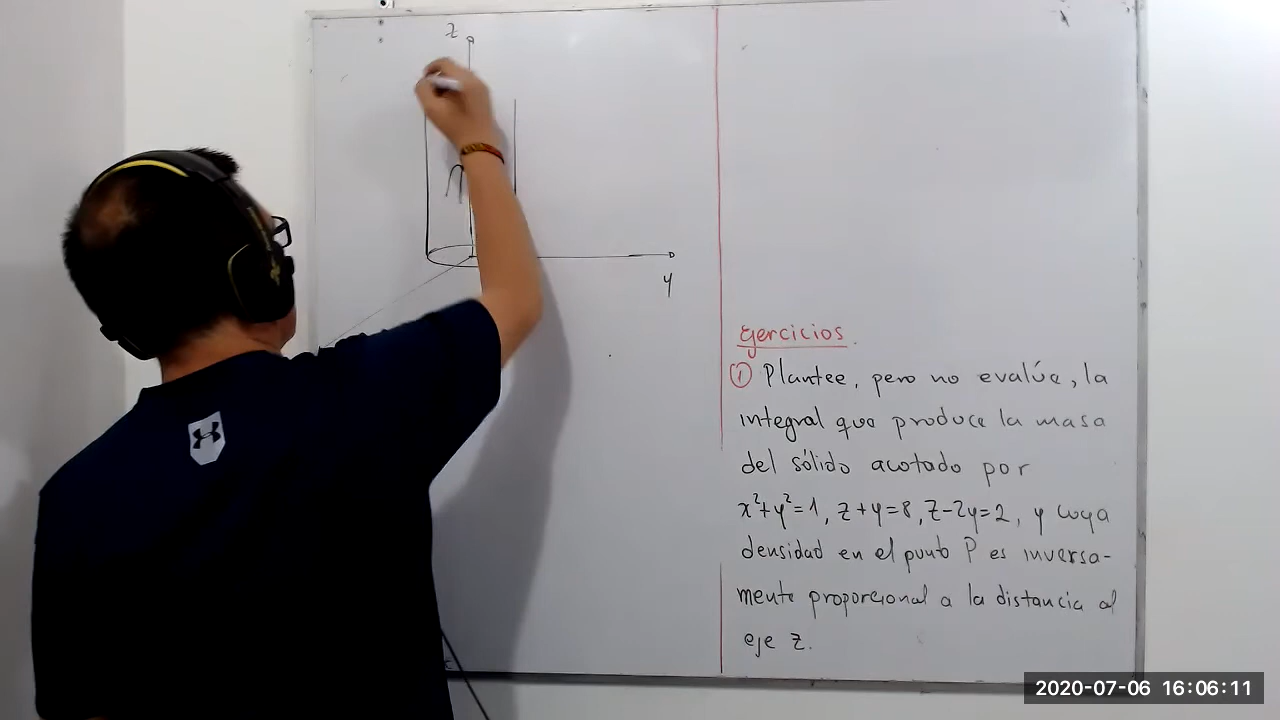 z
y
Ejercicios.
① Plantee, pero no evalúe, la
integral que produce la masa
del sólido acotado por
x²+y²=1, z+y=8, z-2y=2, y cuya
densidad en el punto P es inversa-
mente proporcional a la distancia al
eje z.
2020-07-06 16:06:11